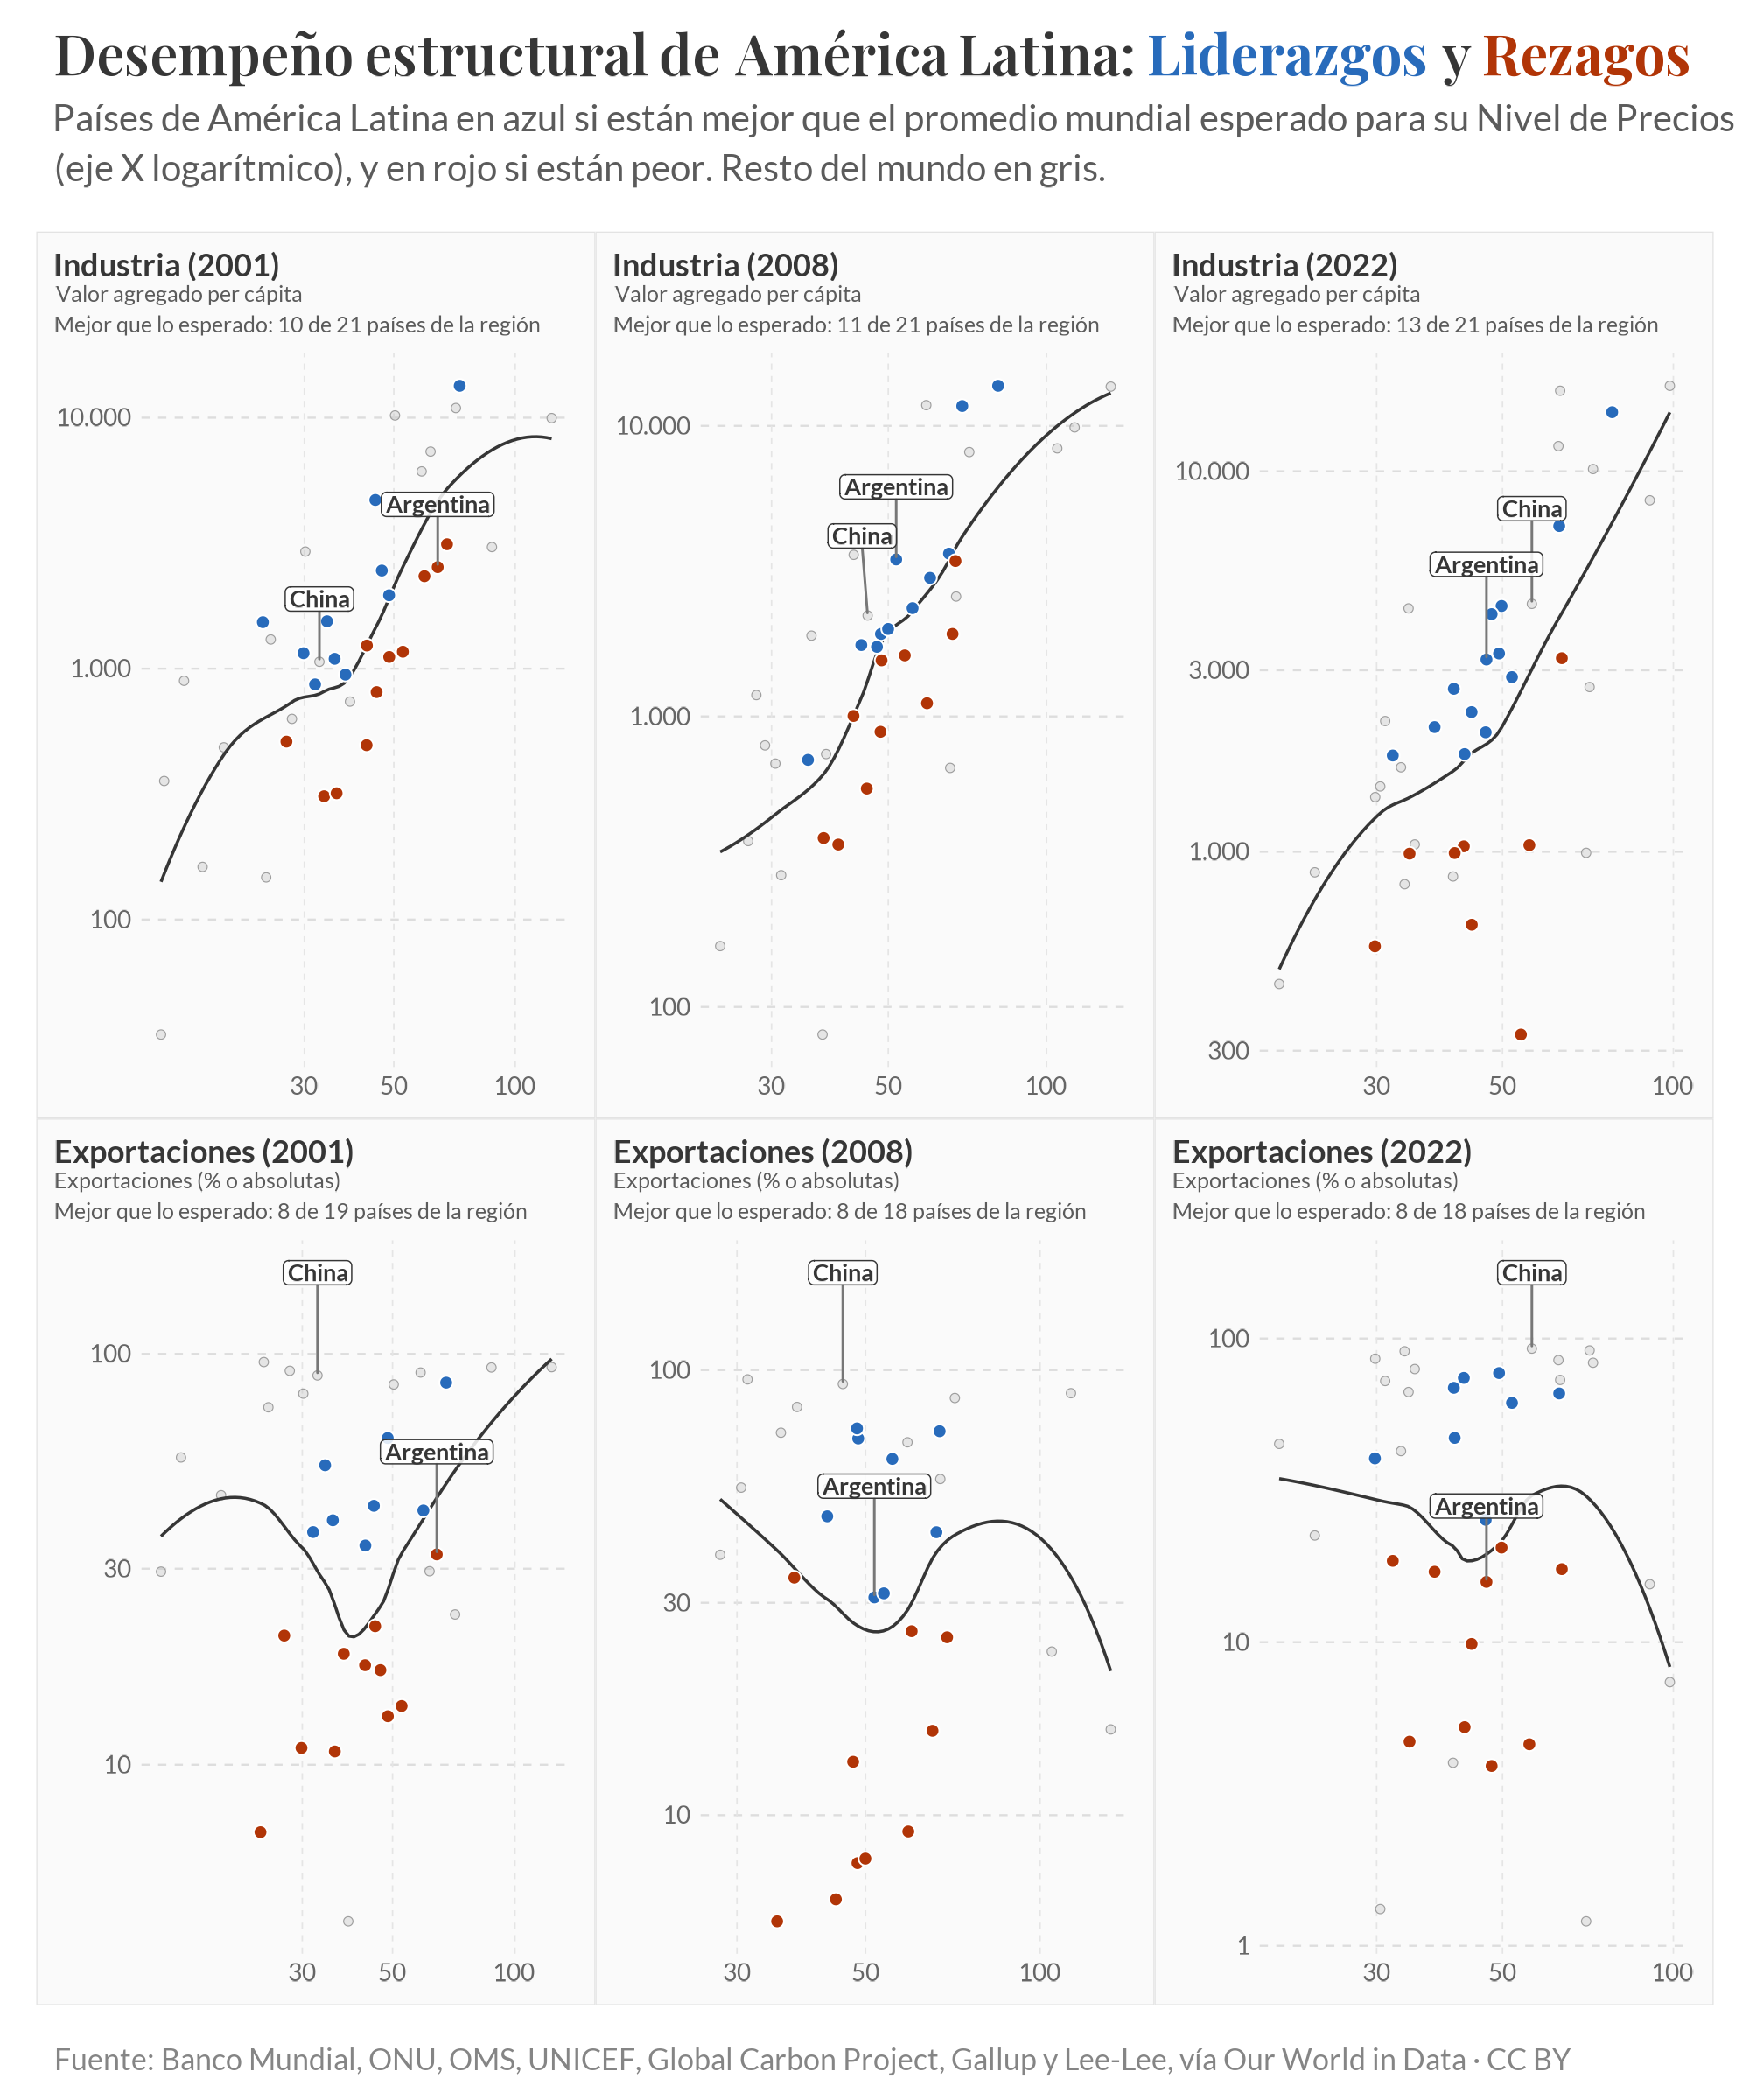 Desempeño estructural de América Latina: Liderazgos y Rezagos
Países de América Latina en azul si están mejor que el promedio mundial esperado para su Nivel de Precios
(eje X logarítmico), y en rojo si están peor. Resto del mundo en gris.
Industria (2001)
Valor agregado per cápita
Mejor que lo esperado: 10 de 21 países de la región
10.000
1.000
100
Argentina
China
30
50
100
Industria (2008)
Valor agregado per cápita
Mejor que lo esperado: 11 de 21 países de la región
10.000
1.000
100
Argentina
China
30
50
100
Industria (2022)
Valor agregado per cápita
Mejor que lo esperado: 13 de 21 países de la región
10.000
3.000
1.000
300
China
Argentina
30
50
100
Exportaciones (2001)
Exportaciones (% o absolutas)
Mejor que lo esperado: 8 de 19 países de la región
100
30
10
China
Argentina
30
50
100
Exportaciones (2008)
Exportaciones (% o absolutas)
Mejor que lo esperado: 8 de 18 países de la región
100
30
10
China
Argentina
30
50
100
Exportaciones (2022)
Exportaciones (% o absolutas)
Mejor que lo esperado: 8 de 18 países de la región
100
10
1
China
Argentina
30
50
100
Fuente: Banco Mundial, ONU, OMS, UNICEF, Global Carbon Project, Gallup y Lee-Lee, vía Our World in Data · CC BY